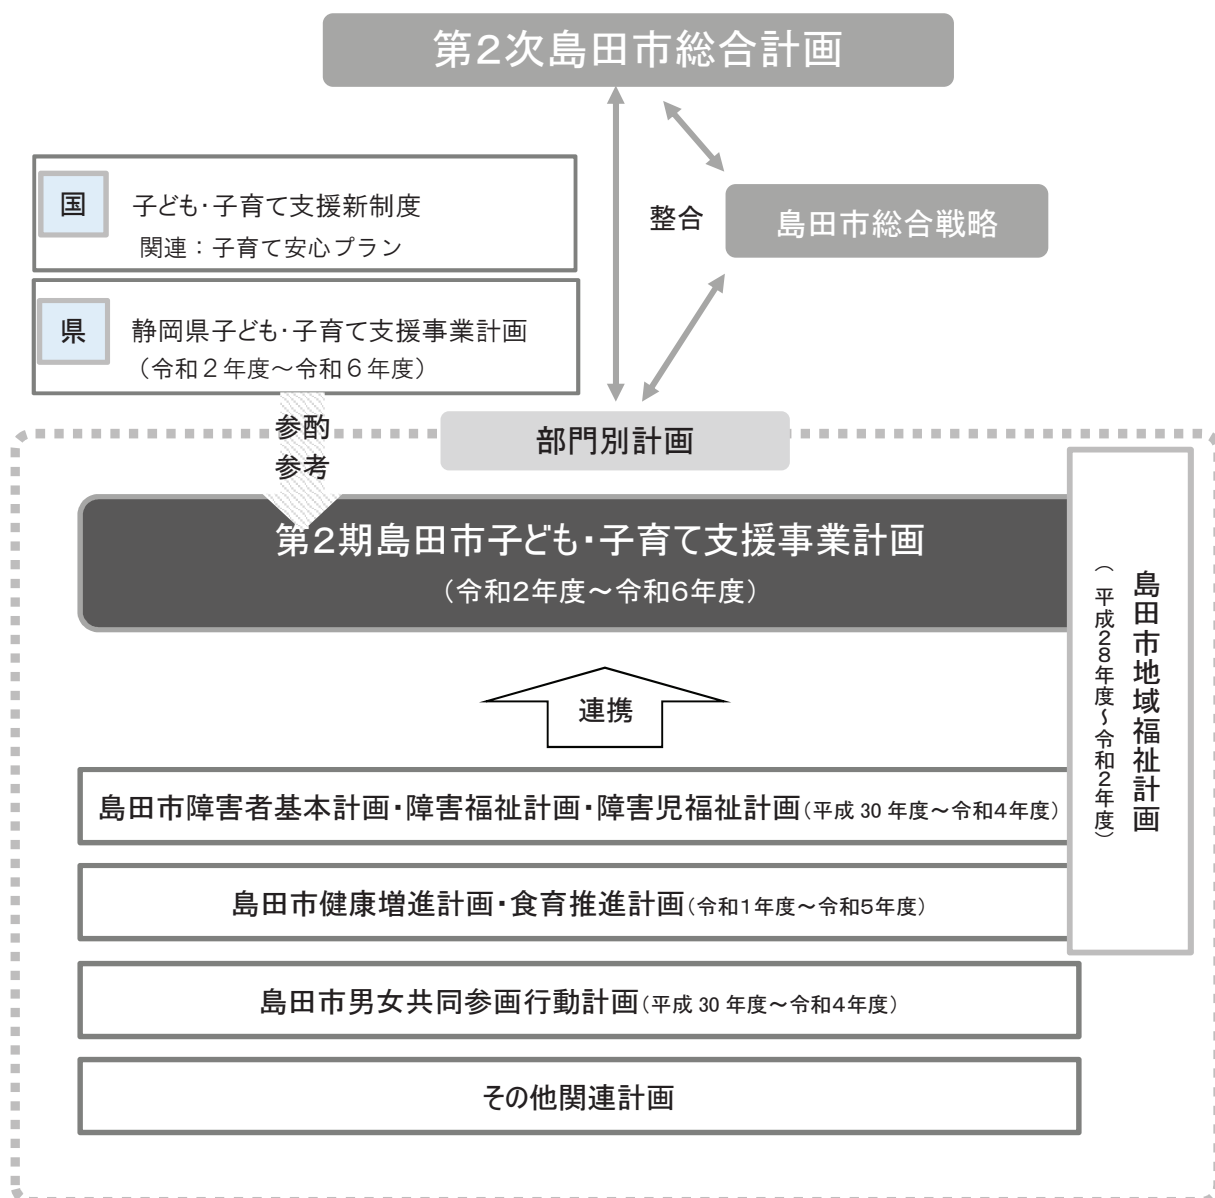 第2次島田市総合計画
国
子ども・子育て支援新制度
関連：子育て安心プラン
整合
島田市総合戦略
県
静岡県子ども・子育て支援事業計画
（令和２年度～令和６年度）
参酌
参考
部門別計画
第2期島田市子ども・子育て支援事業計画
（令和2年度～令和6年度）
島田市地域福祉計画
（平成28年度～令和2年度）
連携
島田市障害者基本計画・障害福祉計画・障害児福祉計画（平成 30 年度～令和4年度）
島田市健康増進計画・食育推進計画（令和1年度～令和5年度）
島田市男女共同参画行動計画（平成 30 年度～令和4年度）
その他関連計画